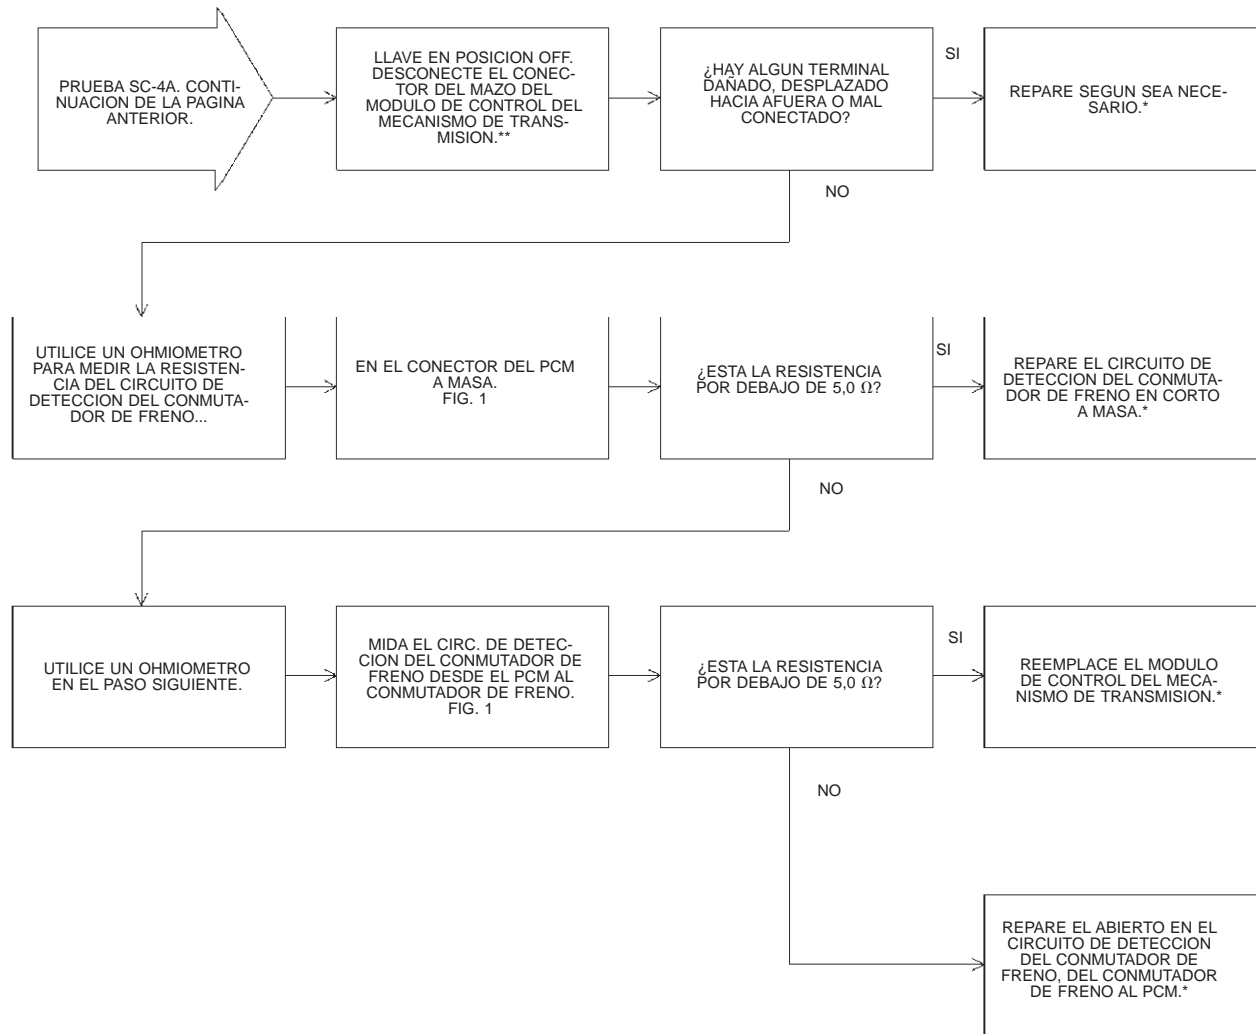 PRUEBA SC-4A. CONTI-
NUACION DE LA PAGINA
ANTERIOR.
LLAVE EN POSICION OFF.
DESCONECTE EL CONEC-
TOR DEL MAZO DEL
MODULO DE CONTROL DEL
MECANISMO DE TRANS-
MISION.**
¿HAY ALGUN TERMINAL
DAÑADO, DESPLAZADO
HACIA AFUERA O MAL
CONECTADO?
SI
REPARE SEGUN SEA NECE-
SARIO.*
NO
UTILICE UN OHMIOMETRO
PARA MEDIR LA RESISTEN-
CIA DEL CIRCUITO DE
DETECCION DEL CONMUTA-
DOR DE FRENO...
EN EL CONECTOR DEL PCM
A MASA.
FIG. 1
¿ESTA LA RESISTENCIA
POR DEBAJO DE 5,0 Ω?
SI
REPARE EL CIRCUITO DE
DETECCION DEL CONMUTA-
DOR DE FRENO EN CORTO
A MASA.*
NO
UTILICE UN OHMIOMETRO
EN EL PASO SIGUIENTE.
MIDA EL CIRC. DE DETEC-
CION DEL CONMUTADOR DE
FRENO DESDE EL PCM AL
CONMUTADOR DE FRENO.
FIG. 1
¿ESTA LA RESISTENCIA
POR DEBAJO DE 5,0 Ω?
SI
REEMPLACE EL MODULO
DE CONTROL DEL MECA-
NISMO DE TRANSMISION.*
NO
REPARE EL ABIERTO EN EL
CIRCUITO DE DETECCION
DEL CONMUTADOR DE
FRENO, DEL CONMUTADOR
DE FRENO AL PCM.*